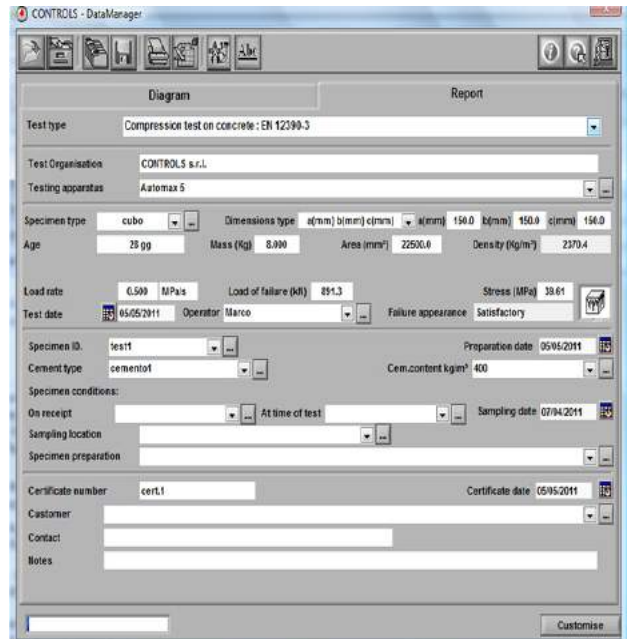 CONTROLS - DataManager
Abc
Diagram Report
Test type Compression test on concrete : EN 12390-3
Test Organisation CONTROLS s.r.l.
Testing apparatus Automax 5 ...
Specimen type cubo ... Dimensions type a(mm) b(mm) c(mm) a(mm) 150.0 b(mm) 150.0 c(mm) 150.0
Age 28 gg Mass (Kg) 8.000 Area (mm²) 22500.0 Density (Kg/m³) 2370.4
Load rate 0.500 MPa/s Load of failure (kN) 891.3 Stress (MPa) 39.61
Test date 05/05/2011 Operator Marco ... Failure appearance Satisfactory
Specimen ID. test1 ... Preparation date 05/05/2011
Cement type cemento1 ... Cem.content kg/m³ 400 ...
Specimen conditions:
On receipt ... At time of test ... Sampling date 07/04/2011
Sampling location ...
Specimen preparation ...
Certificate number cert.1 Certificate date 05/05/2011
Customer ...
Contact
Notes
Customise